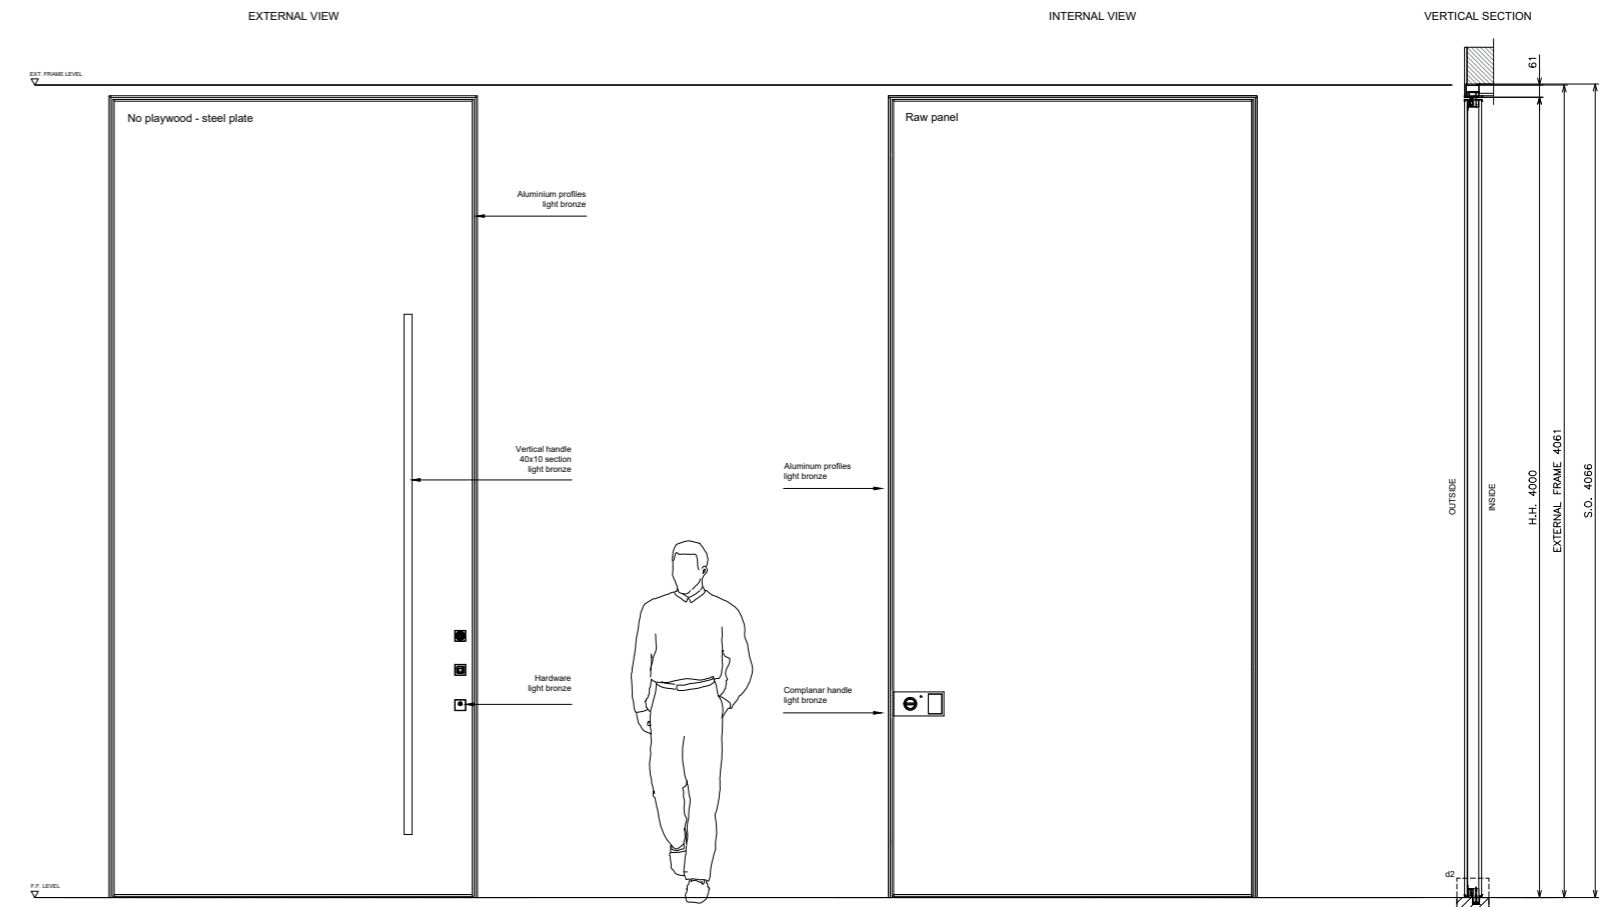 EXTERNAL VIEW
INTERNAL VIEW
VERTICAL SECTION
EXT. FRAME LEVEL
61
No playwood - steel plate
Raw panel
Aluminium profiles
light bronze
Vertical handle
40x10 section
light bronze
Aluminum profiles
light bronze
OUTSIDE
INSIDE
H.H. 4000
EXTERNAL FRAME 4061
S.O. 4066
Hardware
light bronze
Complanar handle
light bronze
d2
F.F. LEVEL